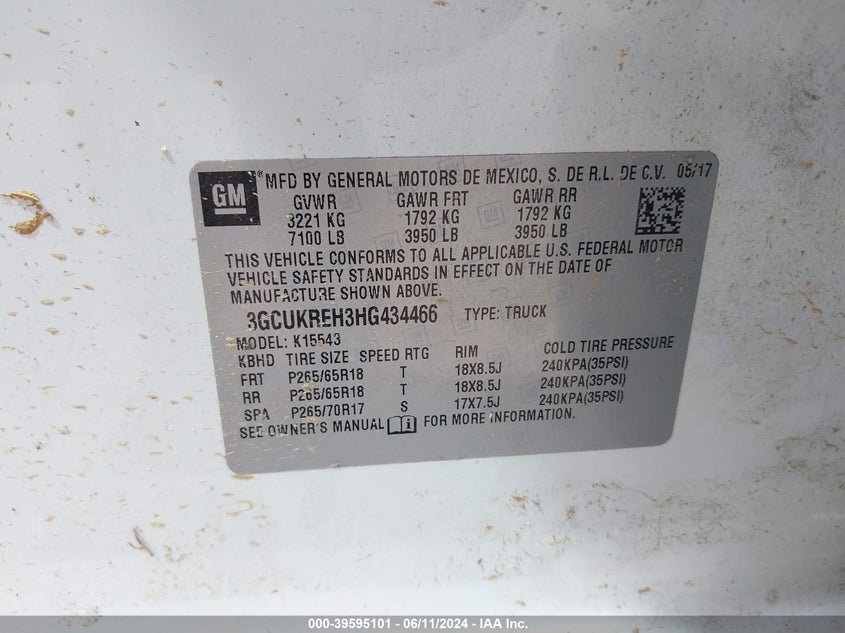 GM ® MFD BY GENERAL MOTORS DE MEXICO, S. DE R.L. DE C.V. 05/17
GVWR GAWR FRT GAWR RR
3221 KG 1792 KG 1792 KG
7100 LB 3950 LB 3950 LB
THIS VEHICLE CONFORMS TO ALL APPLICABLE U.S. FEDERAL MOTOR
VEHICLE SAFETY STANDARDS IN EFFECT ON THE DATE OF
MANUFACTURE SHOWN ABOVE.
3GCUKREH3HG434466 TYPE: TRUCK
MODEL: K15543
KBHD TIRE SIZE SPEED RTG RIM COLD TIRE PRESSURE
FRT P265/65R18 T 18X8.5J 240KPA(35PSI)
RR P265/65R18 T 18X8.5J 240KPA(35PSI)
SPA P265/70R17 S 17X7.5J 240KPA(35PSI)
SEE OWNER'S MANUAL FOR MORE INFORMATION.
000-39595101 - 06/11/2024 - IAA Inc.